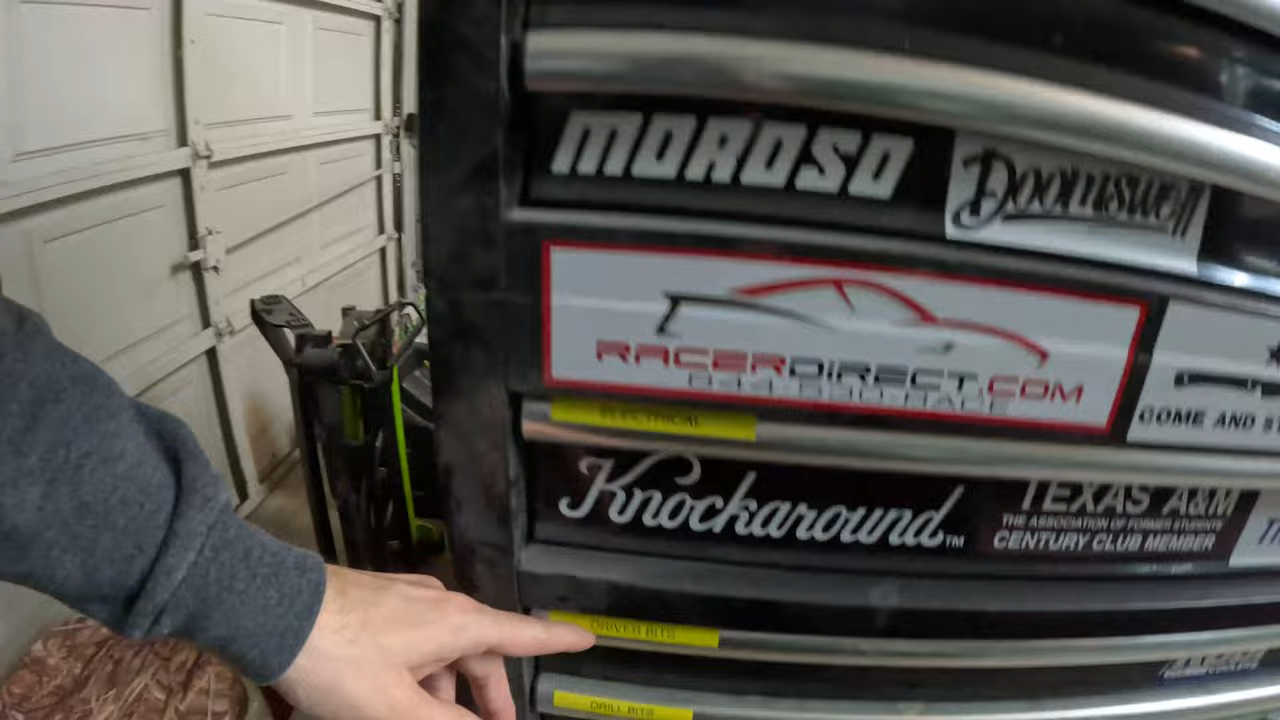 MOROSO
Doomswell
RACERDIRECT.COM
COME AND
ELECTRICAL
Knockaround™
TEXAS A&M
THE ASSOCIATION OF FORMER STUDENTS
CENTURY CLUB MEMBER
DRIVER BITS
DRILL BITS